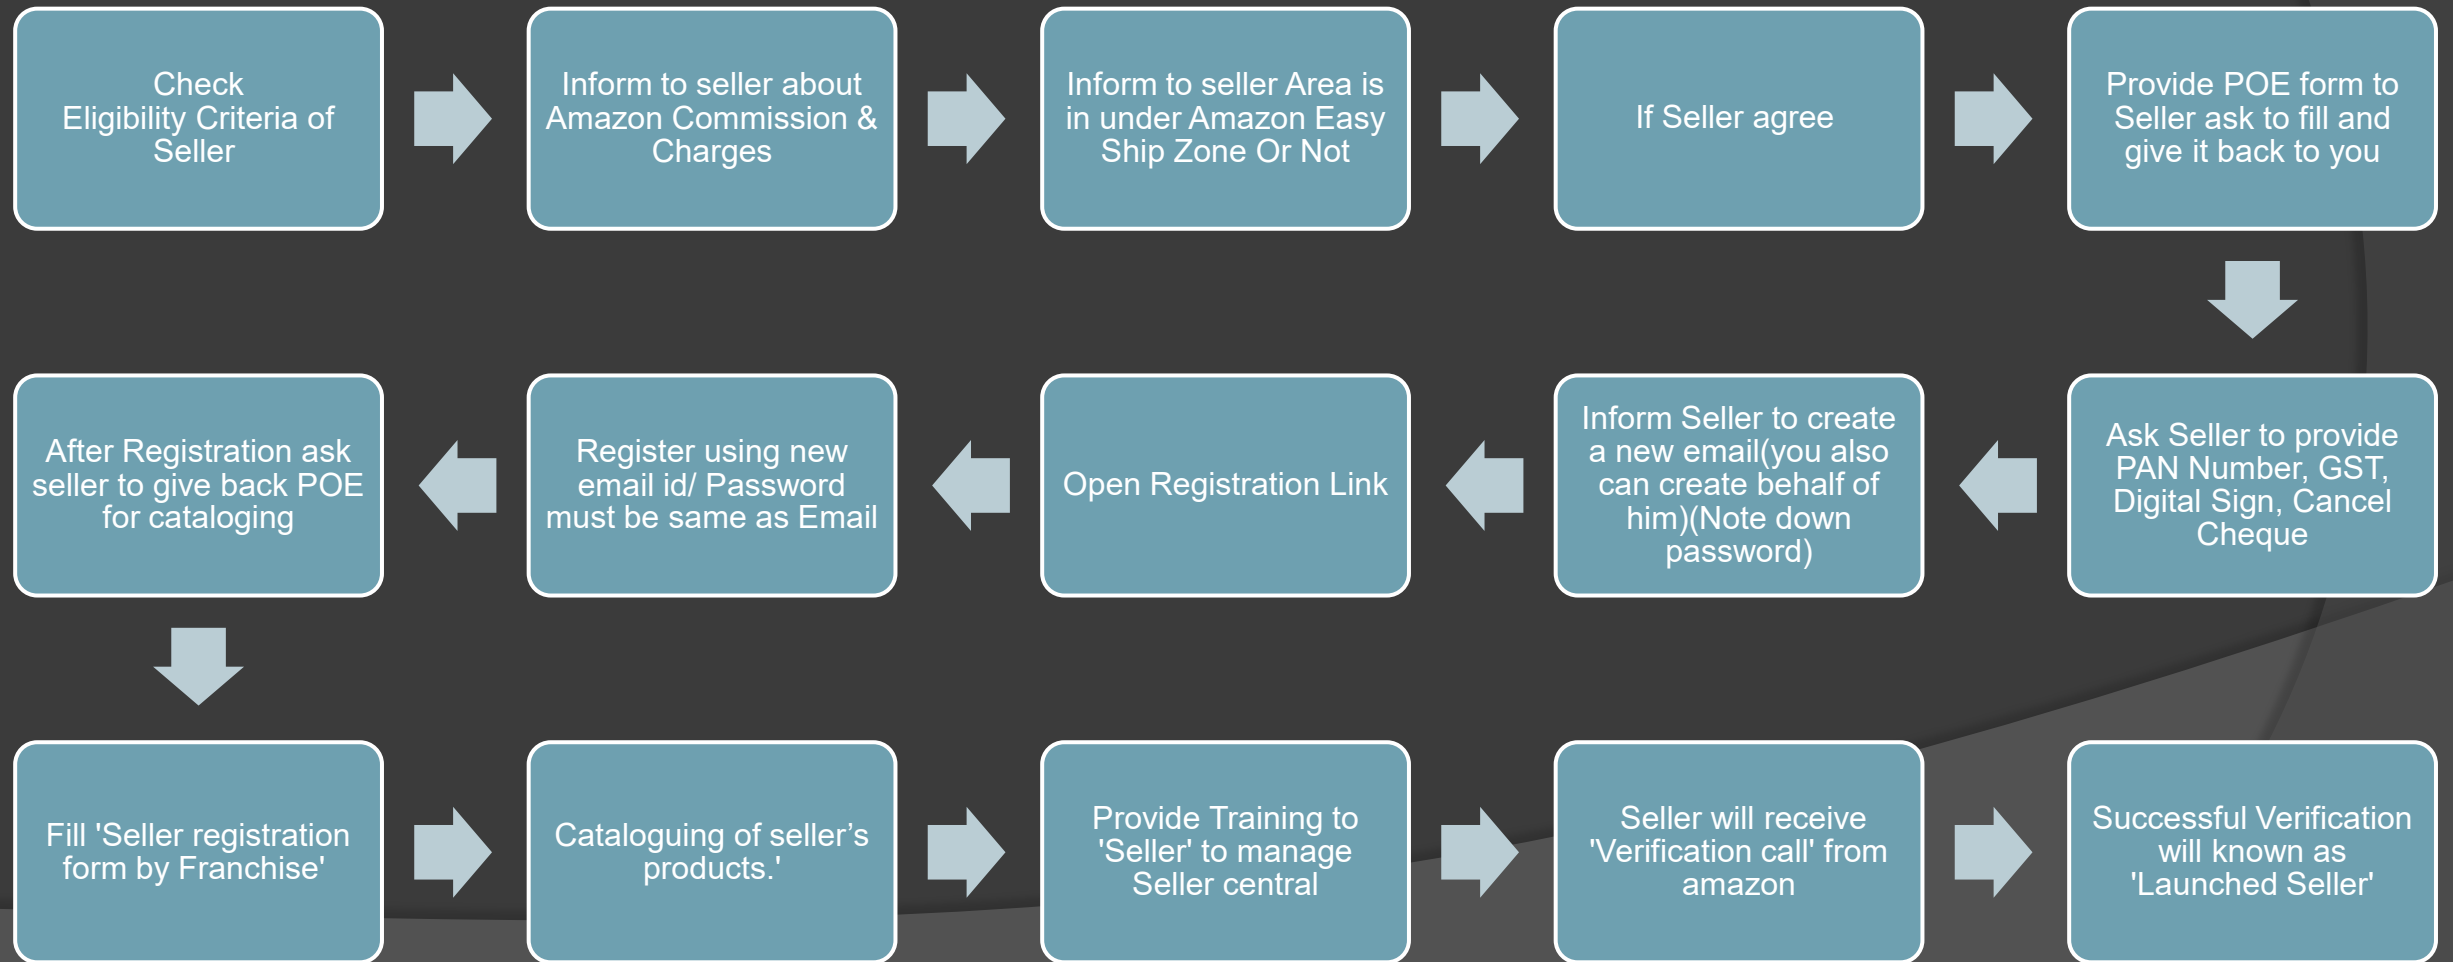 Check
Eligibility Criteria of
Seller
Inform to seller about
Amazon Commission &
Charges
Inform to seller Area is
in under Amazon Easy
Ship Zone Or Not
If Seller agree
Provide POE form to
Seller ask to fill and
give it back to you
Ask Seller to provide
PAN Number, GST,
Digital Sign, Cancel
Cheque
Inform Seller to create
a new email(you also
can create behalf of
him)(Note down
password)
Open Registration Link
Register using new
email id/ Password
must be same as Email
After Registration ask
seller to give back POE
for cataloging
Fill 'Seller registration
form by Franchise'
Cataloguing of seller’s
products.'
Provide Training to
'Seller' to manage
Seller central
Seller will receive
'Verification call' from
amazon
Successful Verification
will known as
'Launched Seller'